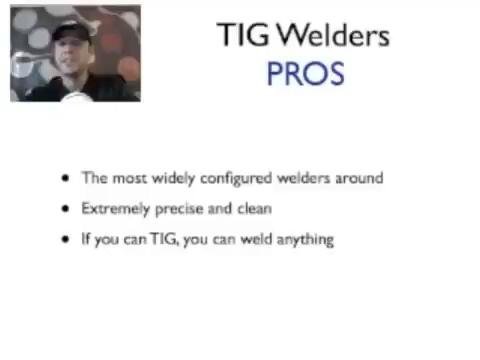 TIG Welders
PROS
• The most widely configured welders around
• Extremely precise and clean
• If you can TIG, you can weld anything